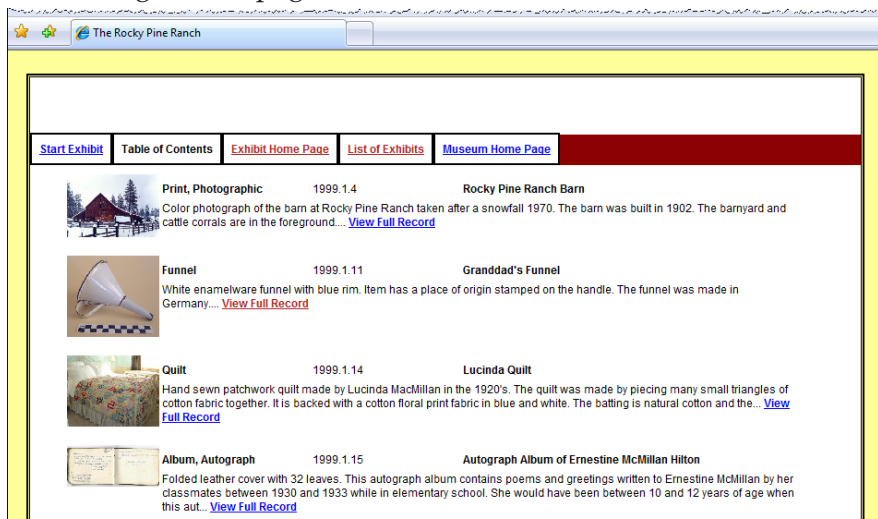 The Rocky Pine Ranch
Start Exhibit Table of Contents Exhibit Home Page List of Exhibits Museum Home Page
Print, Photographic 1999.1.4 Rocky Pine Ranch Barn
Color photograph of the barn at Rocky Pine Ranch taken after a snowfall 1970. The barn was built in 1902. The barnyard and
cattle corrals are in the foreground.... View Full Record
Funnel 1999.1.11 Granddad's Funnel
White enamelware funnel with blue rim. Item has a place of origin stamped on the handle. The funnel was made in
Germany.... View Full Record
Quilt 1999.1.14 Lucinda Quilt
Hand sewn patchwork quilt made by Lucinda MacMillan in the 1920's. The quilt was made by piecing many small triangles of
cotton fabric together. It is backed with a cotton floral print fabric in blue and white. The batting is natural cotton and the... View
Full Record
Album, Autograph 1999.1.15 Autograph Album of Ernestine McMillan Hilton
Folded leather cover with 32 leaves. This autograph album contains poems and greetings written to Ernestine McMillan by her
classmates between 1930 and 1933 while in elementary school. She would have been between 10 and 12 years of age when
this aut... View Full Record